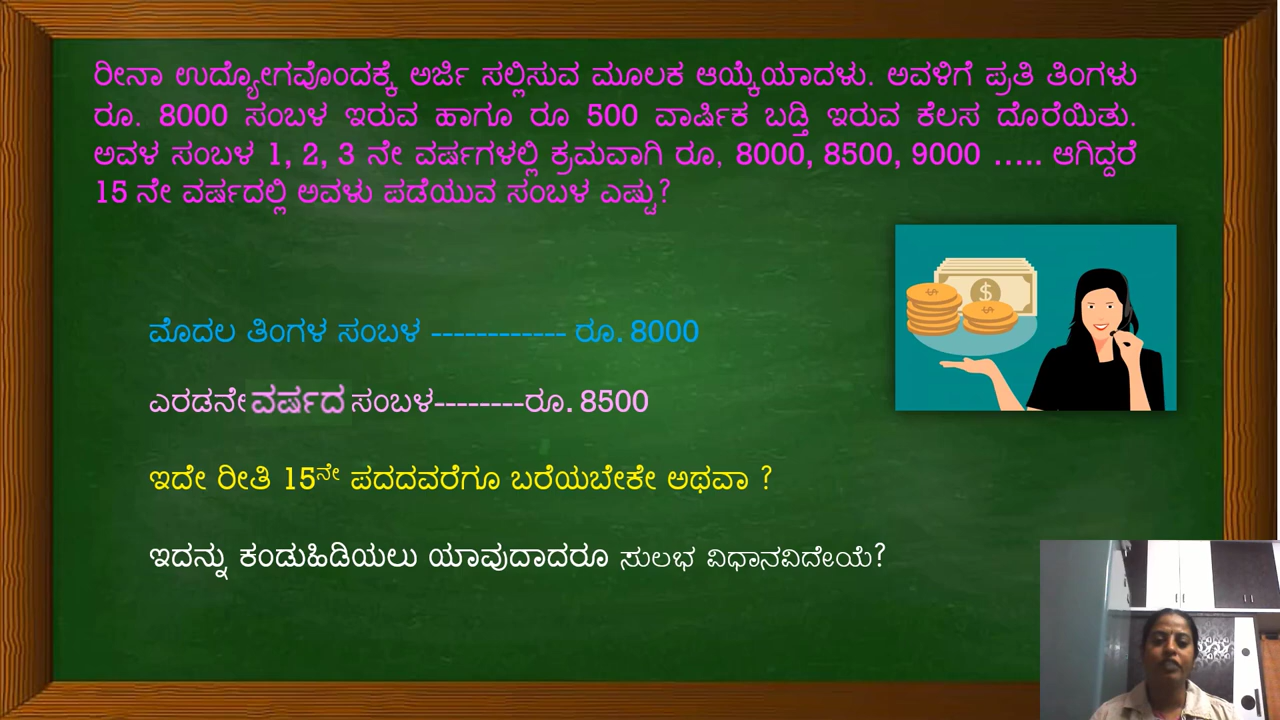 ರೀನಾ ಉದ್ಯೋಗವೊಂದಕ್ಕೆ ಅರ್ಜಿ ಸಲ್ಲಿಸುವ ಮೂಲಕ ಆಯ್ಕೆಯಾದಳು. ಅವಳಿಗೆ ಪ್ರತಿ ತಿಂಗಳು
ರೂ. 8000 ಸಂಬಳ ಇರುವ ಹಾಗೂ ರೂ 500 ವಾರ್ಷಿಕ ಬಡ್ತಿ ಇರುವ ಕೆಲಸ ದೊರೆಯಿತು.
ಅವಳ ಸಂಬಳ 1, 2, 3 ನೇ ವರ್ಷಗಳಲ್ಲಿ ಕ್ರಮವಾಗಿ ರೂ, 8000, 8500, 9000 ….. ಆಗಿದ್ದರೆ
15 ನೇ ವರ್ಷದಲ್ಲಿ ಅವಳು ಪಡೆಯುವ ಸಂಬಳ ಎಷ್ಟು?
ಮೊದಲ ತಿಂಗಳ ಸಂಬಳ ------------ ರೂ. 8000
ಎರಡನೇ ವರ್ಷದ ಸಂಬಳ--------ರೂ. 8500
ಇದೇ ರೀತಿ 15ನೇ ಪದದವರೆಗೂ ಬರೆಯಬೇಕೇ ಅಥವಾ ?
ಇದನ್ನು ಕಂಡುಹಿಡಿಯಲು ಯಾವುದಾದರೂ ಸುಲಭ ವಿಧಾನವಿದೇಯೆ?